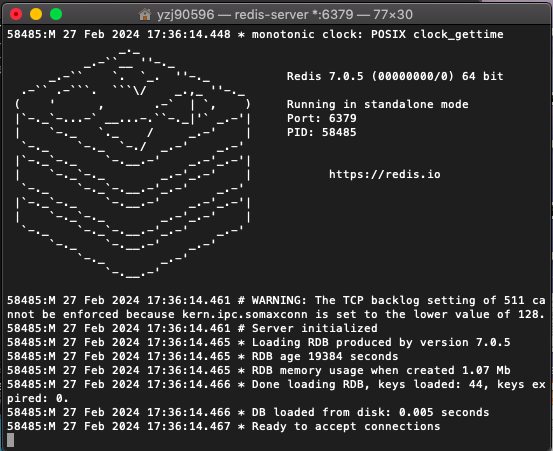 yzj90596 — redis-server *:6379 — 77×30
58485:M 27 Feb 2024 17:36:14.448 * monotonic clock: POSIX clock_gettime
Redis 7.0.5 (00000000/0) 64 bit
Running in standalone mode
Port: 6379
PID: 58485
https://redis.io
58485:M 27 Feb 2024 17:36:14.461 # WARNING: The TCP backlog setting of 511 ca
nnot be enforced because kern.ipc.somaxconn is set to the lower value of 128.
58485:M 27 Feb 2024 17:36:14.461 # Server initialized
58485:M 27 Feb 2024 17:36:14.465 * Loading RDB produced by version 7.0.5
58485:M 27 Feb 2024 17:36:14.465 * RDB age 19384 seconds
58485:M 27 Feb 2024 17:36:14.465 * RDB memory usage when created 1.07 Mb
58485:M 27 Feb 2024 17:36:14.466 * Done loading RDB, keys loaded: 44, keys ex
pired: 0.
58485:M 27 Feb 2024 17:36:14.466 * DB loaded from disk: 0.005 seconds
58485:M 27 Feb 2024 17:36:14.467 * Ready to accept connections